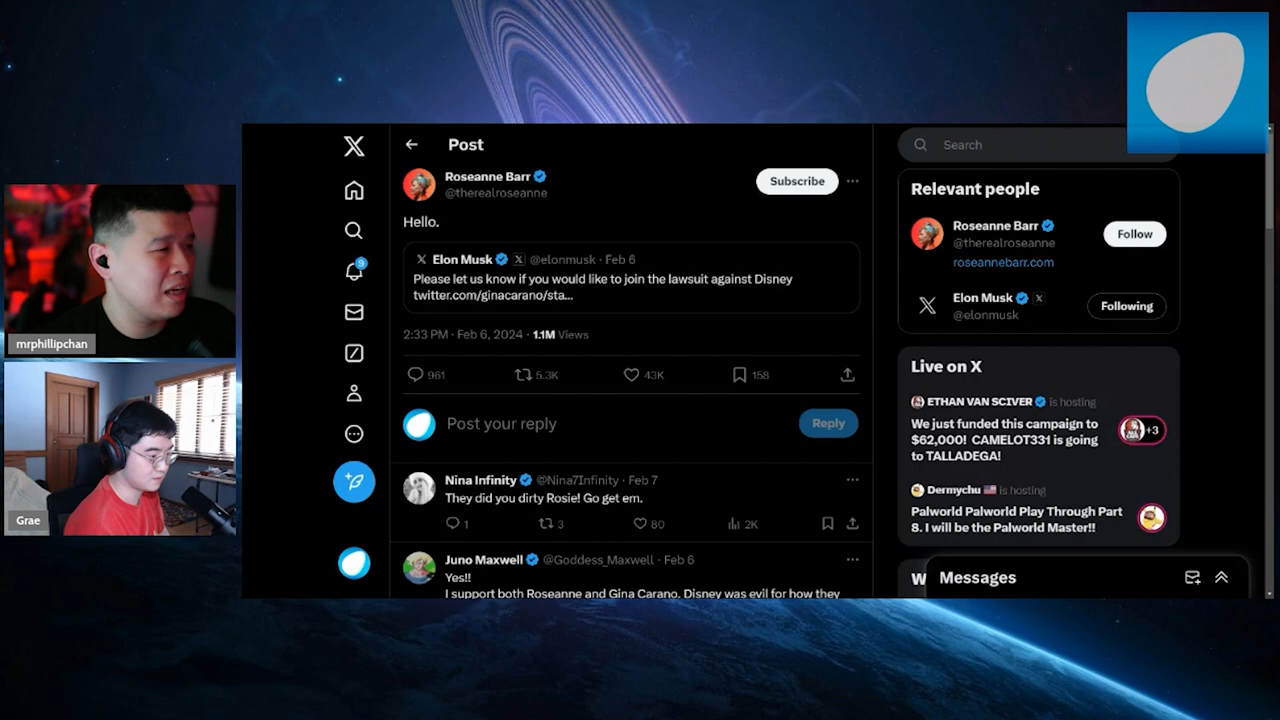 Post
Roseanne Barr
@therealroseanne
Subscribe
Hello.
Elon Musk @elonmusk · Feb 6
Please let us know if you would like to join the lawsuit against Disney
twitter.com/ginacarano/sta...
2:33 PM · Feb 6, 2024 · 1.1M Views
961 5.3K 43K 158
Post your reply
Reply
Nina Infinity @Nina7Infinity · Feb 7
They did you dirty Rosie! Go get em.
1 3 80 2K
Juno Maxwell @Goddess_Maxwell · Feb 6
Yes!!
I support both Roseanne and Gina Carano. Disney was evil for how they
9
Search
Relevant people
Roseanne Barr
@therealroseanne
roseannebarr.com
Follow
Elon Musk
@elonmusk
Following
Live on X
ETHAN VAN SCIVER is hosting
We just funded this campaign to
$62,000! CAMELOT331 is going
to TALLADEGA!
+3
Dermychu is hosting
Palworld Palworld Play Through Part
8. I will be the Palworld Master!!
W
Messages
mrphillipchan
Grae